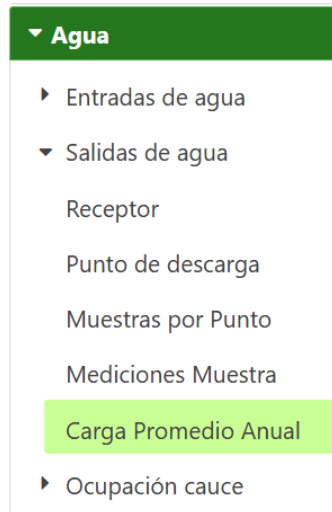 Agua
Entradas de agua
Salidas de agua
Receptor
Punto de descarga
Muestras por Punto
Mediciones Muestra
Carga Promedio Anual
Ocupación cauce